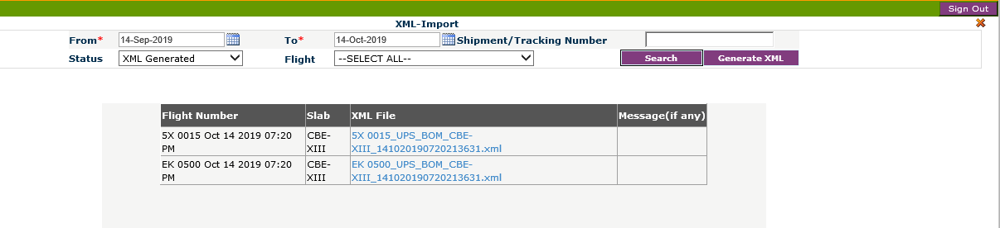 Sign Out
XML-Import
From* 14-Sep-2019 To* 14-Oct-2019 Shipment/Tracking Number
Status XML Generated Flight --SELECT ALL-- Search Generate XML
Flight Number Slab XML File Message(if any)
5X 0015 Oct 14 2019 07:20 CBE- 5X 0015_UPS_BOM_CBE-
PM XIII XIII_141020190720213631.xml
EK 0500 Oct 14 2019 07:20 CBE- EK 0500_UPS_BOM_CBE-
PM XIII XIII_141020190720213631.xml